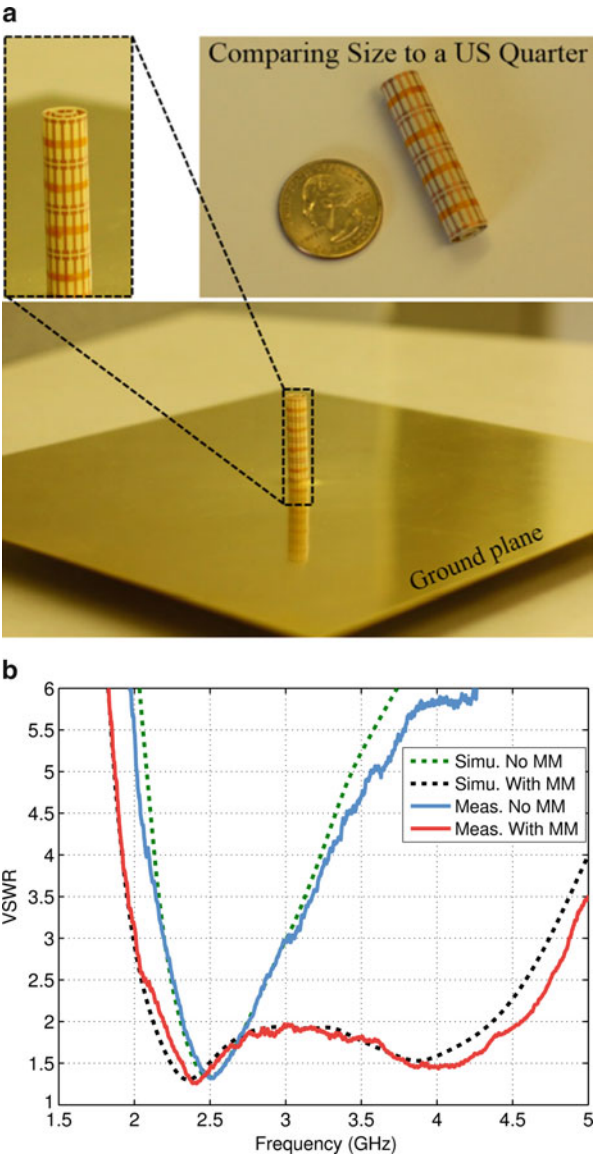 a
Comparing Size to a US Quarter
Ground plane
b
6
5.5
5
4.5
4
3.5
3
2.5
2
1.5
1
VSWR
Simu. No MM
Simu. With MM
Meas. No MM
Meas. With MM
1.5 2 2.5 3 3.5 4 4.5 5
Frequency (GHz)